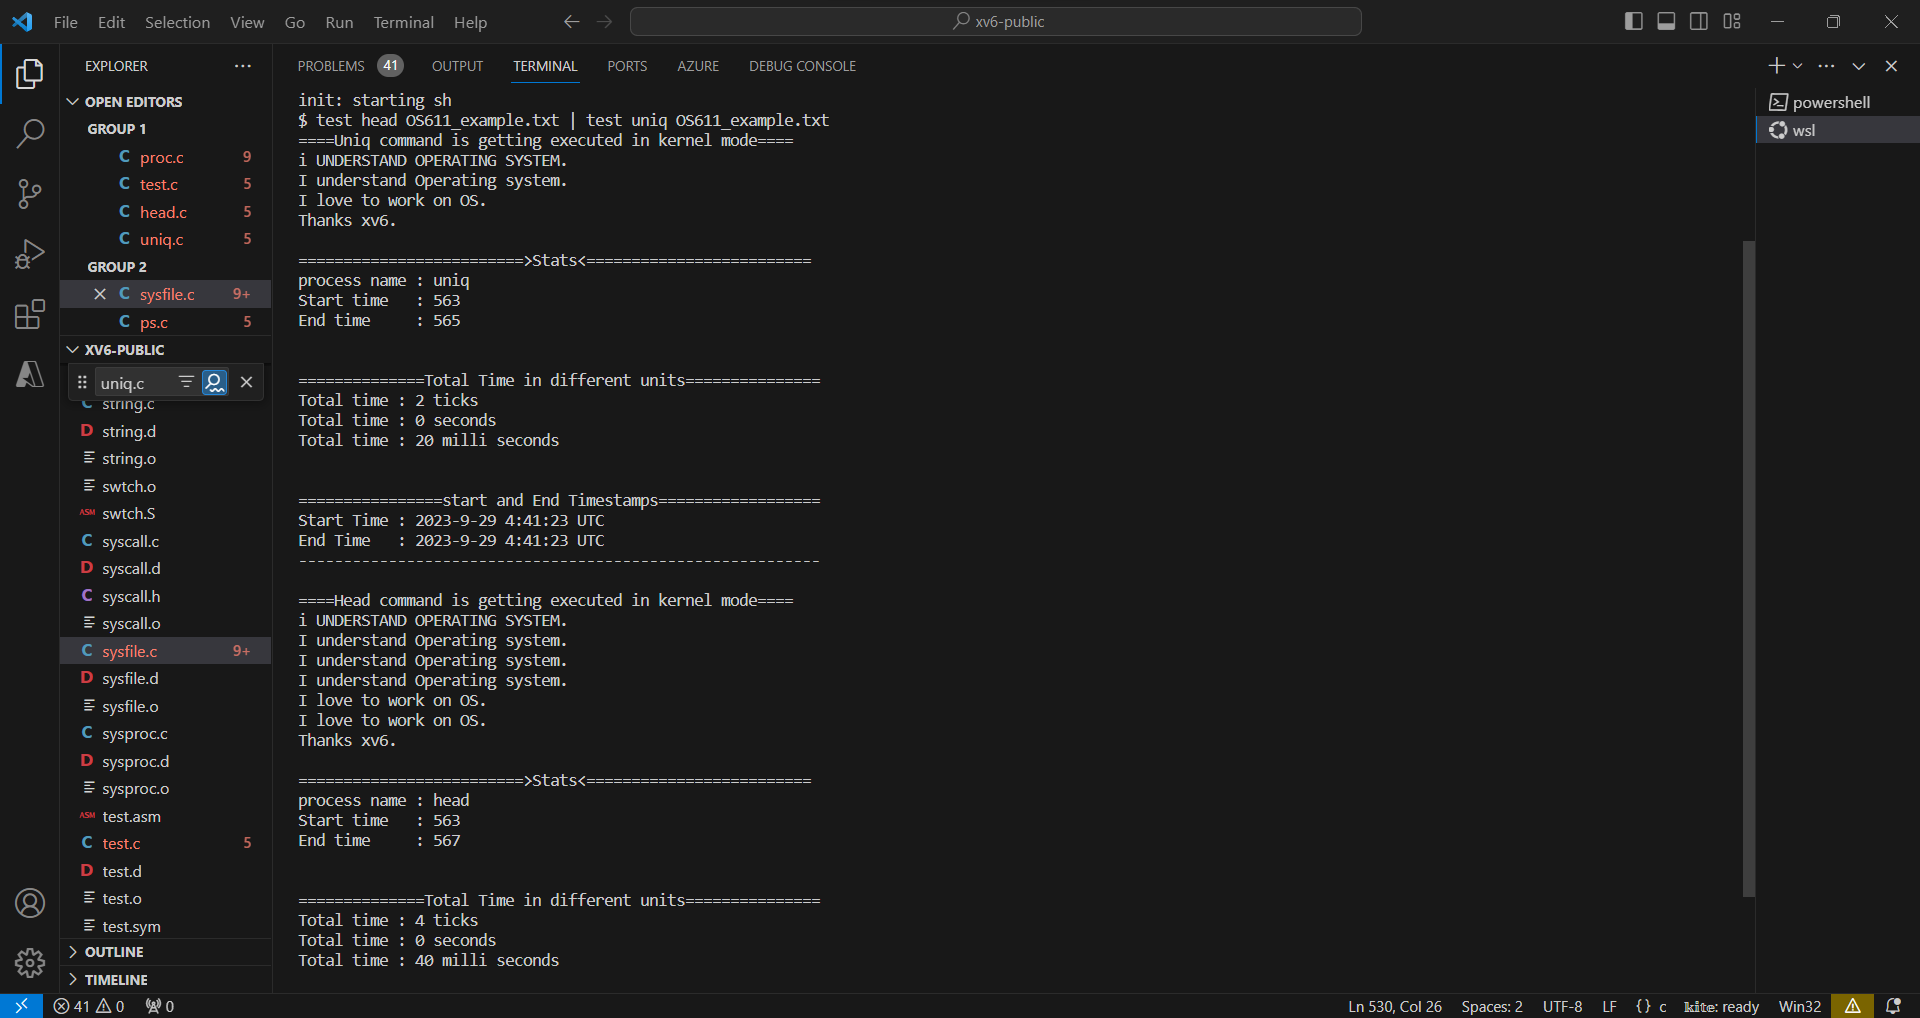 File Edit Selection View Go Run Terminal Help
xv6-public
EXPLORER
OPEN EDITORS
GROUP 1
C proc.c 9
C test.c 5
C head.c 5
C uniq.c 5
GROUP 2
C sysfile.c 9+
C ps.c 5
XV6-PUBLIC
uniq.c
C string.c
D string.d
string.o
swtch.o
ASM swtch.S
C syscall.c
D syscall.d
C syscall.h
syscall.o
C sysfile.c 9+
D sysfile.d
sysfile.o
C sysproc.c
D sysproc.d
sysproc.o
ASM test.asm
C test.c 5
D test.d
test.o
test.sym
OUTLINE
TIMELINE
PROBLEMS 41 OUTPUT TERMINAL PORTS AZURE DEBUG CONSOLE
init: starting sh
$ test head OS611_example.txt | test uniq OS611_example.txt
====Uniq command is getting executed in kernel mode====
i UNDERSTAND OPERATING SYSTEM.
I understand Operating system.
I love to work on OS.
Thanks xv6.
=========================>Stats<=========================
process name : uniq
Start time   : 563
End time     : 565
==============Total Time in different units===============
Total time : 2 ticks
Total time : 0 seconds
Total time : 20 milli seconds
================start and End Timestamps==================
Start Time : 2023-9-29 4:41:23 UTC
End Time   : 2023-9-29 4:41:23 UTC
----------------------------------------------------------
====Head command is getting executed in kernel mode====
i UNDERSTAND OPERATING SYSTEM.
I understand Operating system.
I understand Operating system.
I understand Operating system.
I love to work on OS.
I love to work on OS.
Thanks xv6.
=========================>Stats<=========================
process name : head
Start time   : 563
End time     : 567
==============Total Time in different units===============
Total time : 4 ticks
Total time : 0 seconds
Total time : 40 milli seconds
powershell
wsl
41 0 0 Ln 530, Col 26 Spaces: 2 UTF-8 LF {} c kite: ready Win32